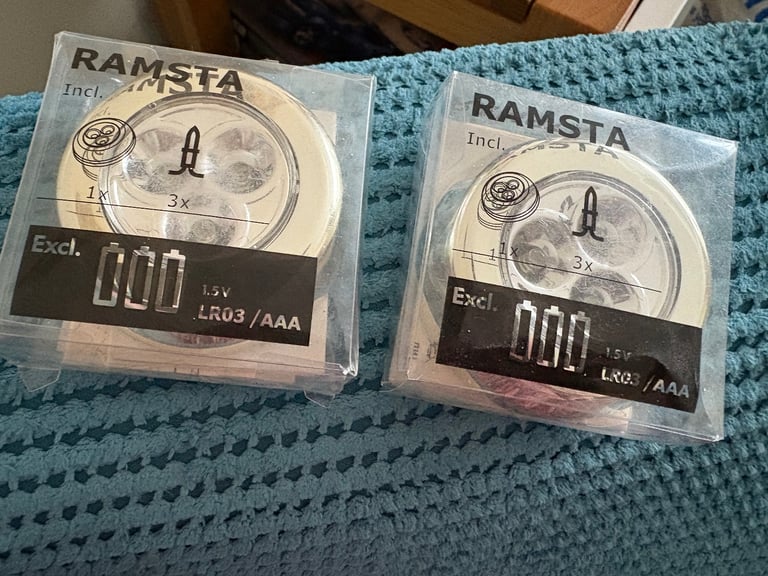 RAMSTA
Incl.
1x 3x
Excl.
1.5V
LR03/AAA
RAMSTA
Incl.
1x 3x
Excl.
1.5V
LR03/AAA